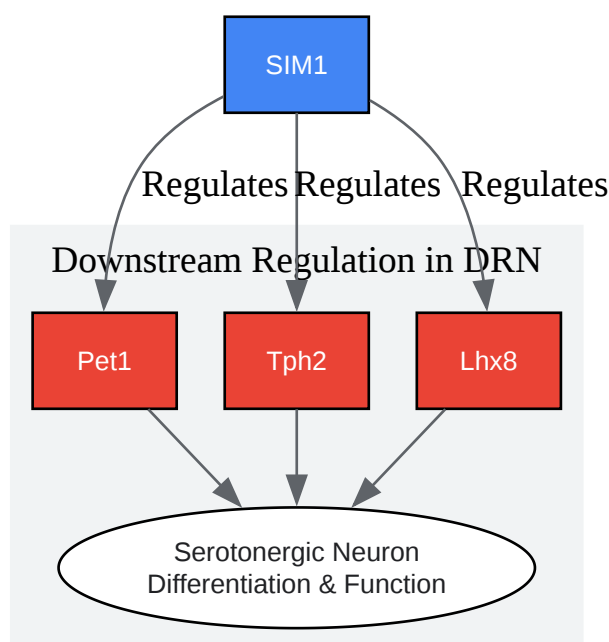 SIM1
Regulates Regulates Regulates
Downstream Regulation in DRN
Pet1 Tph2 Lhx8
Serotonergic Neuron
Differentiation & Function